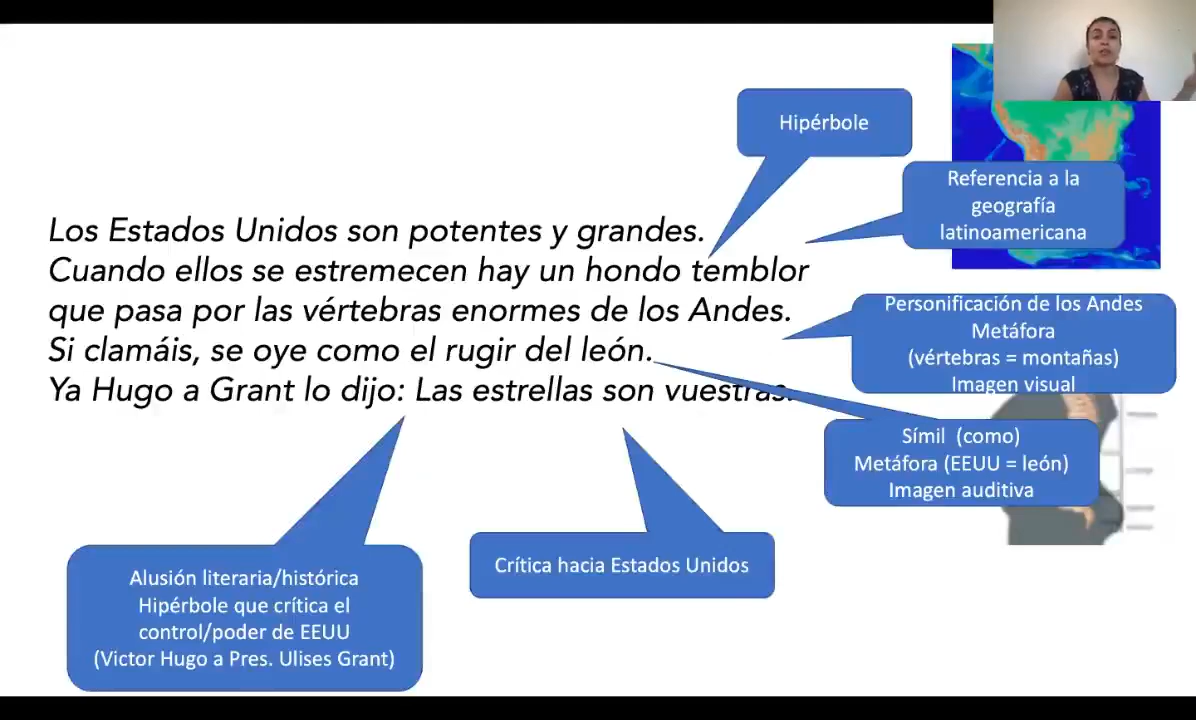 Hipérbole
Referencia a la
geografía
latinoamericana
Los Estados Unidos son potentes y grandes.
Cuando ellos se estremecen hay un hondo temblor
que pasa por las vértebras enormes de los Andes.
Si clamáis, se oye como el rugir del león.
Ya Hugo a Grant lo dijo: Las estrellas son vuestras.
Personificación de los Andes
Metáfora
(vértebras = montañas)
Imagen visual
Símil (como)
Metáfora (EEUU = león)
Imagen auditiva
Crítica hacia Estados Unidos
Alusión literaria/histórica
Hipérbole que crítica el
control/poder de EEUU
(Victor Hugo a Pres. Ulises Grant)